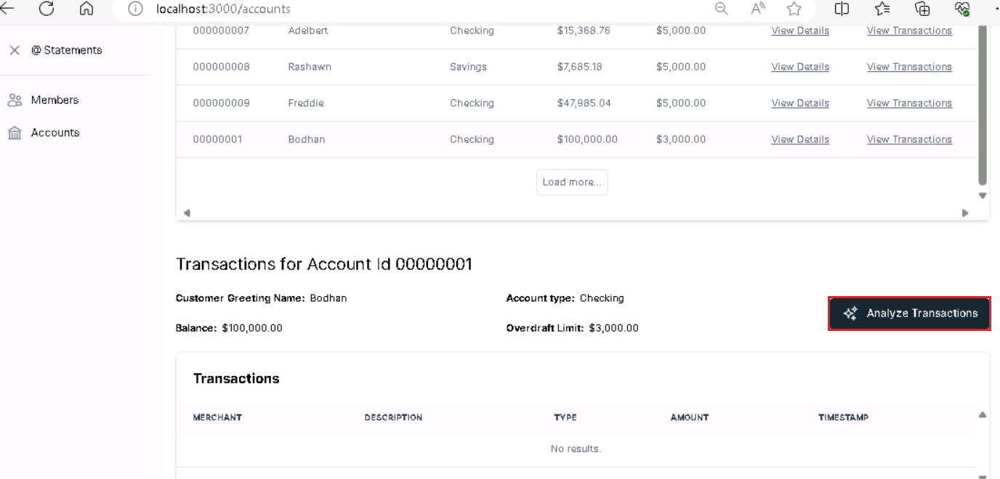 localhost:3000/accounts
000000007 Adelbert Checking $15,368.76 $5,000.00 View Details View Transactions
@ Statements
000000008 Rashawn Savings $7,685.18 $5,000.00 View Details View Transactions
Members
000000009 Freddie Checking $47,985.04 $5,000.00 View Details View Transactions
Accounts
00000001 Bodhan Checking $100,000.00 $3,000.00 View Details View Transactions
Load more...
Transactions for Account Id 00000001
Customer Greeting Name: Bodhan Account type: Checking
Analyze Transactions
Balance: $100,000.00 Overdraft Limit: $3,000.00
Transactions
MERCHANT DESCRIPTION TYPE AMOUNT TIMESTAMP
No results.